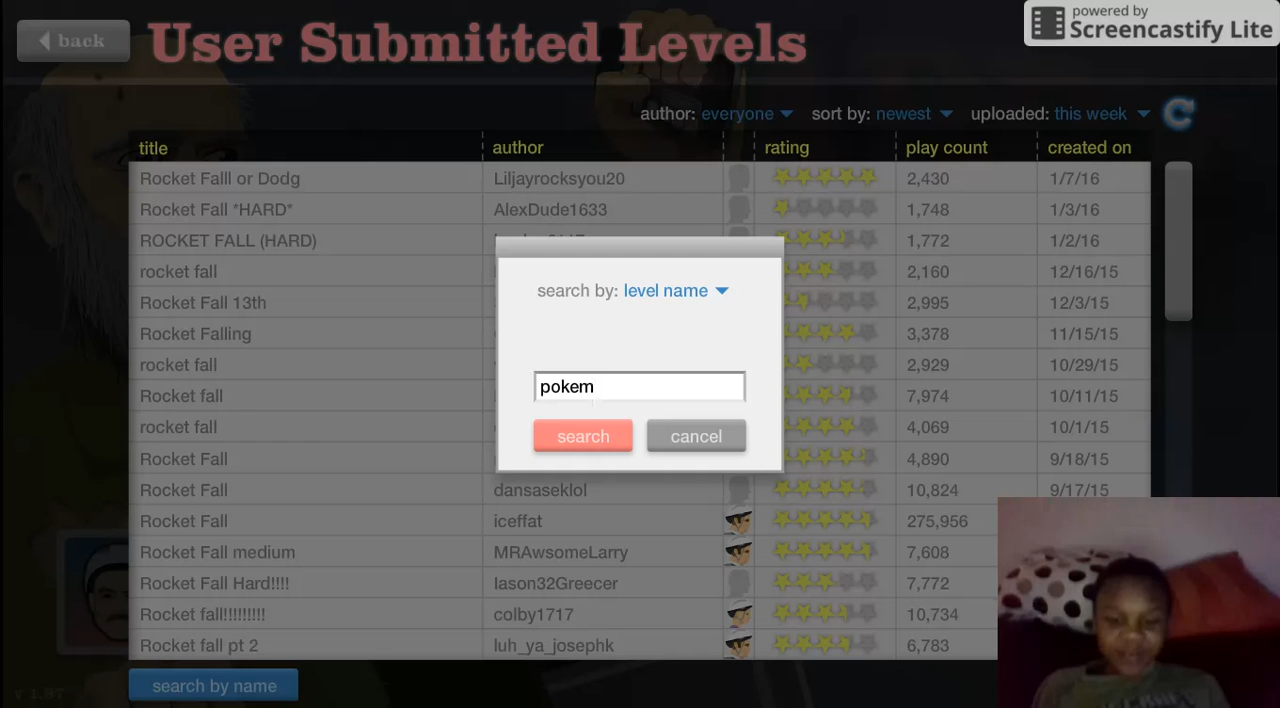 back
User Submitted Levels
powered by
Screencastify Lite
author: everyone sort by: newest uploaded: this week
title author rating play count created on
Rocket Falll or Dodg Liljayrocksyou20 2,430 1/7/16
Rocket Fall *HARD* AlexDude1633 1,748 1/3/16
ROCKET FALL (HARD) 1,772 1/2/16
rocket fall 2,160 12/16/15
Rocket Fall 13th 2,995 12/3/15
Rocket Falling 3,378 11/15/15
rocket fall 2,929 10/29/15
Rocket fall 7,974 10/11/15
rocket fall 4,069 10/1/15
Rocket Fall 4,890 9/18/15
Rocket Fall dansaseklol 10,824 9/17/15
Rocket Fall iceffat 275,956
Rocket Fall medium MRAwsomeLarry 7,608
Rocket Fall Hard!!!! Iason32Greecer 7,772
Rocket fall!!!!!!!!! colby1717 10,734
Rocket fall pt 2 luh_ya_josephk 6,783
search by: level name
pokem
search cancel
search by name
v 1.87